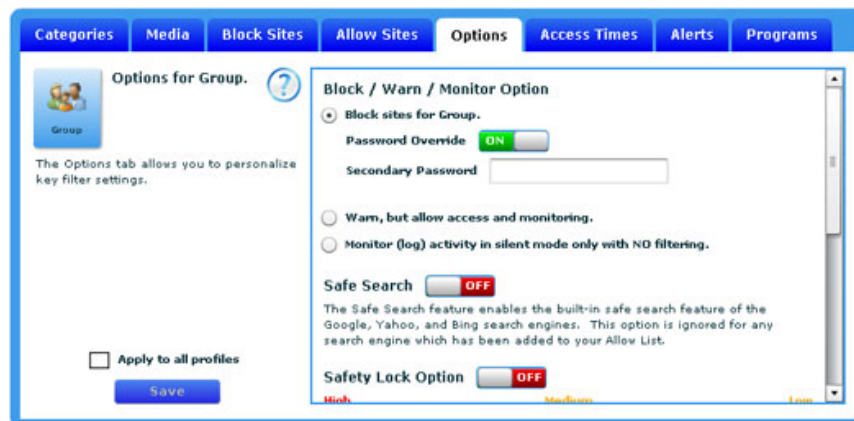 Categories Media Block Sites Allow Sites Options Access Times Alerts Programs
Options for Group.
?
Group
The Options tab allows you to personalize
key filter settings.
Apply to all profiles
Save
Block / Warn / Monitor Option
Block sites for Group.
Password Override ON
Secondary Password
Warn, but allow access and monitoring.
Monitor (log) activity in silent mode only with NO filtering.
Safe Search OFF
The Safe Search feature enables the built-in safe search feature of the
Google, Yahoo, and Bing search engines. This option is ignored for any
search engine which has been added to your Allow List.
Safety Lock Option OFF
High Medium Low